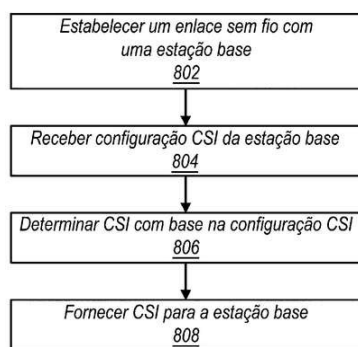 Estabelecer um enlace sem fio com
uma estação base
802
Receber configuração CSI da estação base
804
Determinar CSI com base na configuração CSI
806
Fornecer CSI para a estação base
808